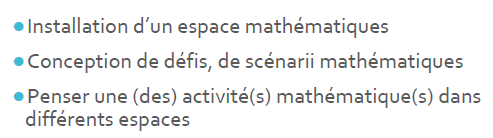 • Installation d'un espace mathématiques
• Conception de défis, de scénarii mathématiques
• Penser une (des) activité(s) mathématique(s) dans
différents espaces